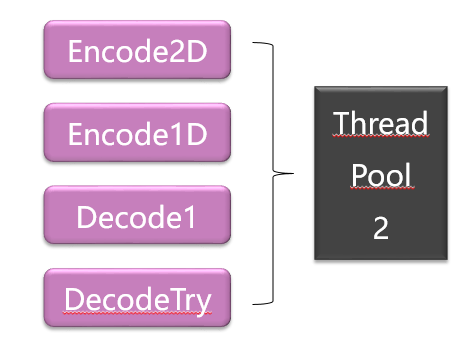 Encode2D
Encode1D
Decode1
DecodeTry
Thread
Pool
2